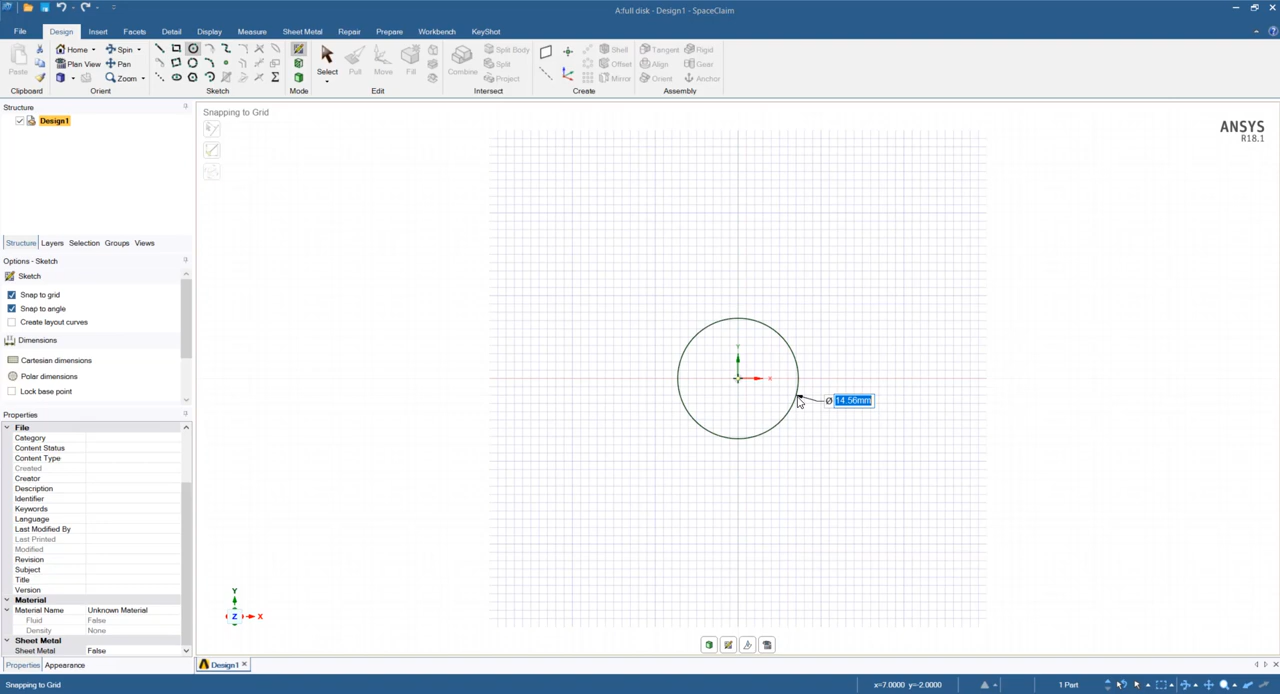 A:full disk - Design1 - SpaceClaim
File Design Insert Facets Detail Display Measure Sheet Metal Repair Prepare Workbench KeyShot
Paste Home Spin Plan View Pan Zoom Select Pull Move Fill Combine Split Body Split Project Shell Offset Mirror Tangent Rigid Align Gear Orient Anchor
Clipboard Orient Sketch Mode Edit Intersect Create Assembly
Structure
Design1
Structure Layers Selection Groups Views
Options - Sketch
Sketch
Snap to grid
Snap to angle
Create layout curves
Dimensions
Cartesian dimensions
Polar dimensions
Lock base point
Properties
File
Category
Content Status
Content Type
Created
Creator
Description
Identifier
Keywords
Language
Last Modified By
Last Printed
Modified
Revision
Subject
Title
Version
Material
Material Name Unknown Material
Fluid False
Density None
Sheet Metal
Sheet Metal False
Properties Appearance
Snapping to Grid
ANSYS
R18.1
Y
X
Ø 14.56mm
Y
Z X
Design1
Snapping to Grid x=7.0000 y=-2.0000 1 Part